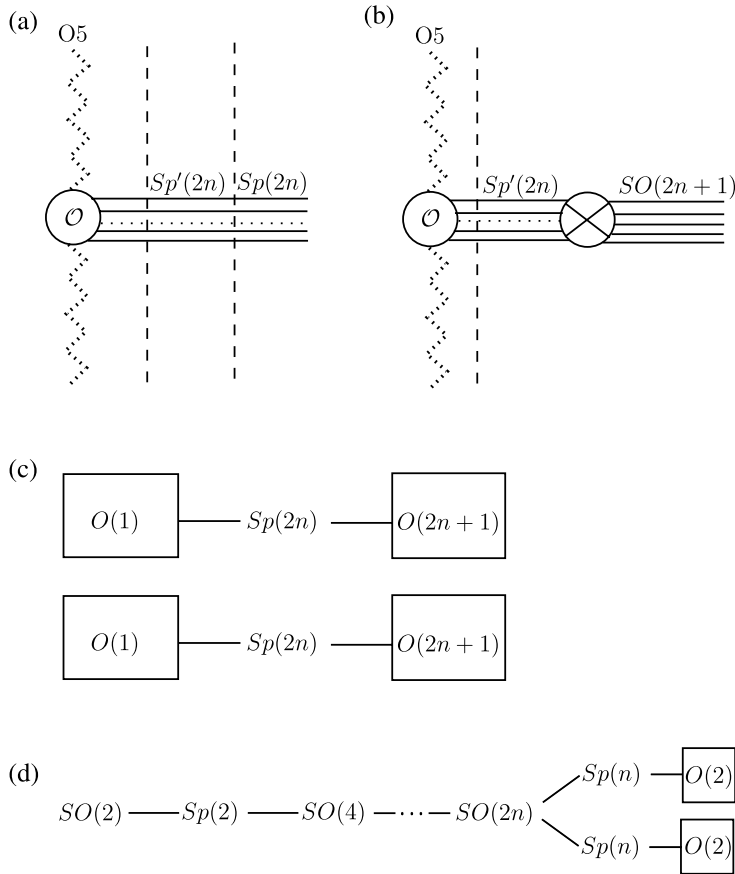 (a)
O5
𝒪
Sp′(2n) Sp(2n)
(b)
O5
𝒪
Sp′(2n) SO(2n + 1)
(c)
O(1) Sp(2n) O(2n + 1)
O(1) Sp(2n) O(2n + 1)
(d)
SO(2) Sp(2) SO(4) ··· SO(2n)
Sp(n) O(2)
Sp(n) O(2)